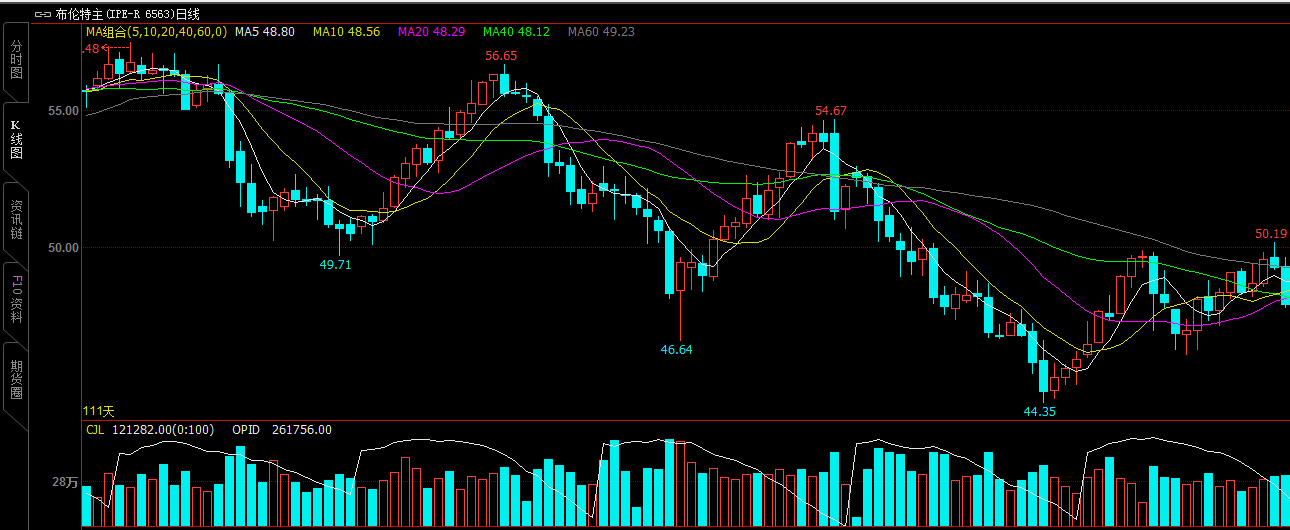 布伦特主(IPE-R 6563)日线
MA组合(5,10,20,40,60,0) MA5 48.80 MA10 48.56 MA20 48.29 MA40 48.12 MA60 49.23
分时图
K线图
资讯链
F10资料
期货圈
.48
56.65
55.00
54.67
50.19
50.00
49.71
46.64
44.35
111天
CJL 121282.00(0:100) OPID 261756.00
28万